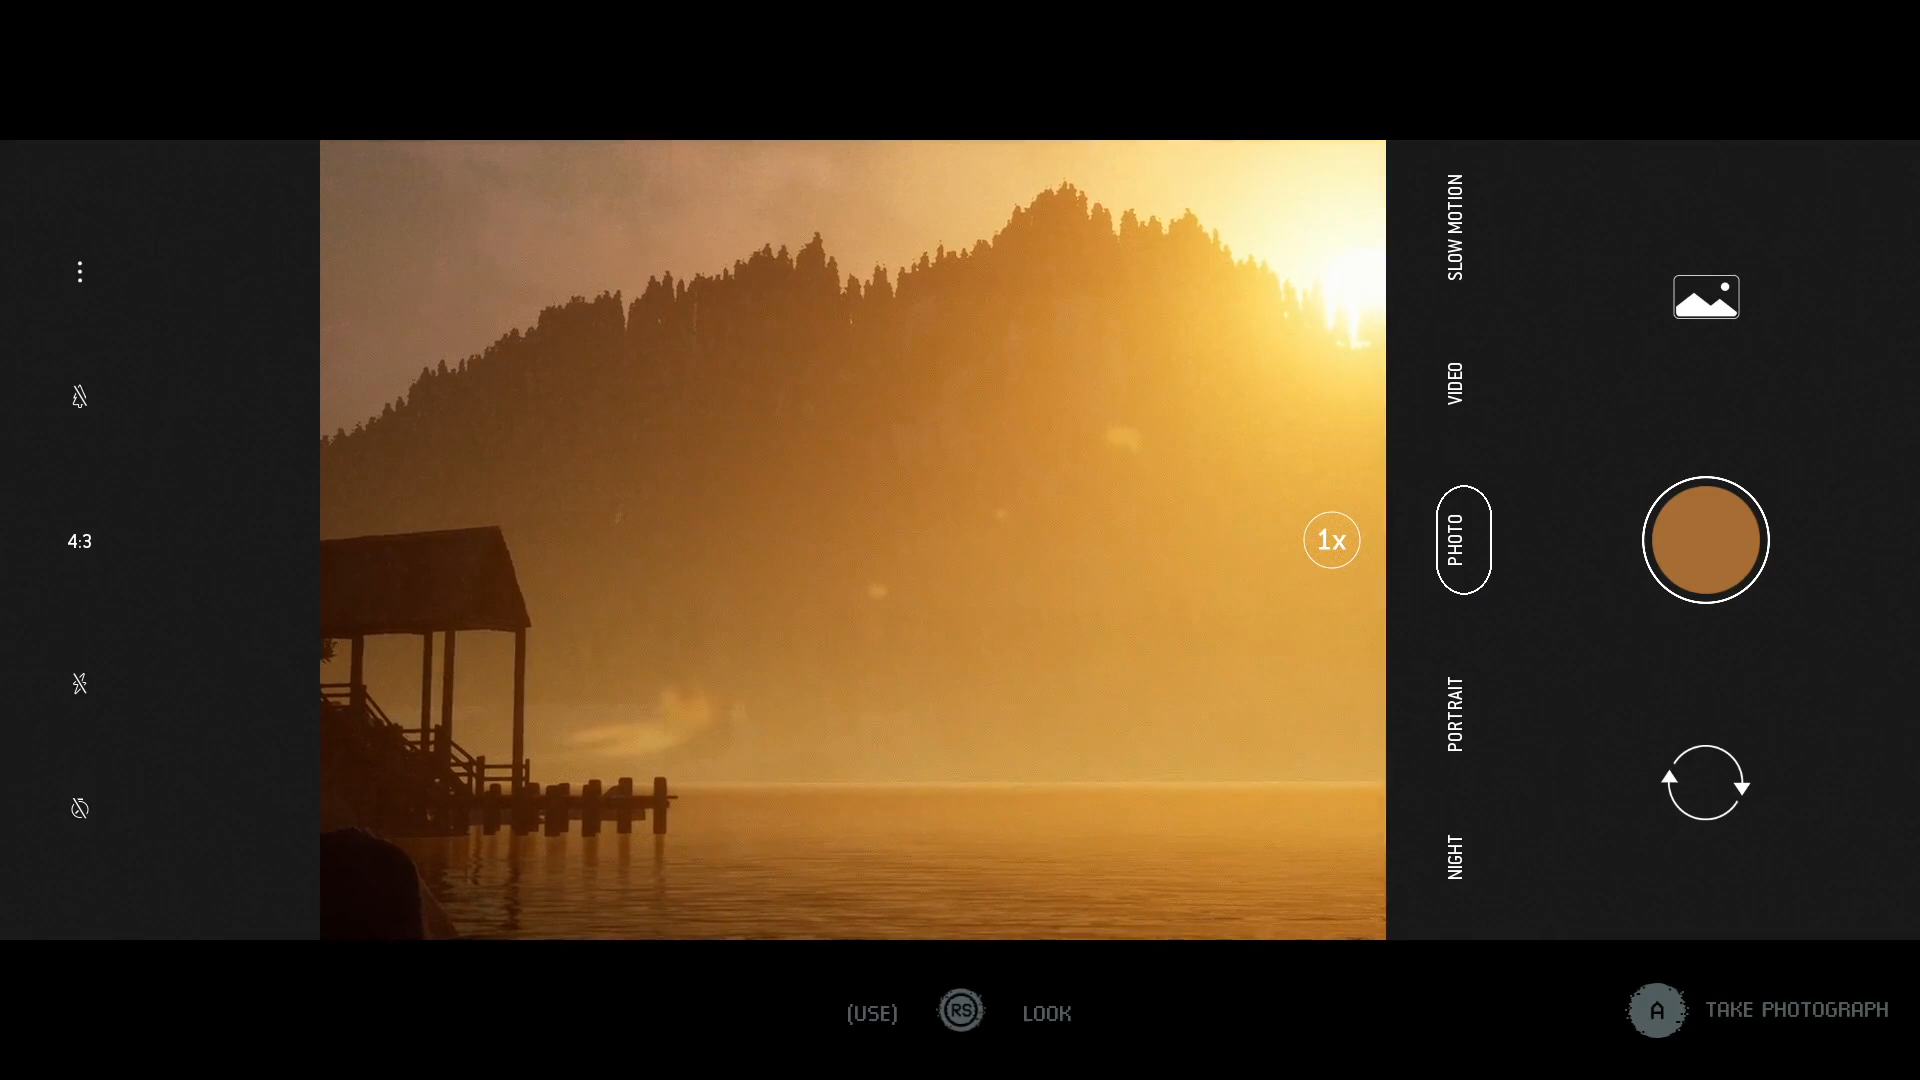 SLOW MOTION
VIDEO
4:3
1x
PHOTO
PORTRAIT
NIGHT
(USE) RS LOOK
A TAKE PHOTOGRAPH